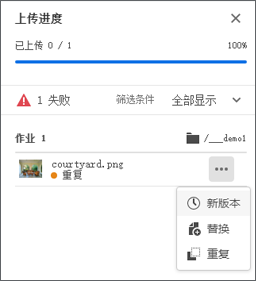 上传进度
已上传 0 / 1 100%
1 失败 筛选条件 全部显示
作业 1 /___demo1
courtyard.png
重复
新版本
替换
重复